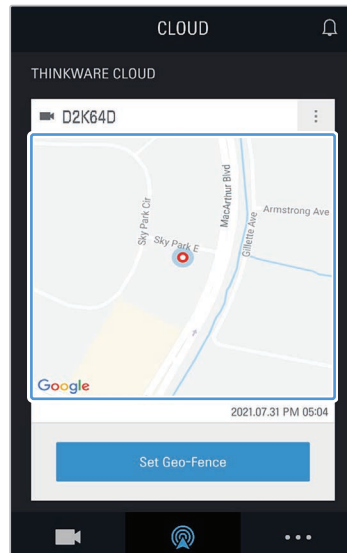 CLOUD
THINKWARE CLOUD
D2K64D
Sky Park Cir
MacArthur Blvd
Armstrong Ave
Gillette Ave
Sky Park E
Google
2021.07.31 PM 05:04
Set Geo-Fence